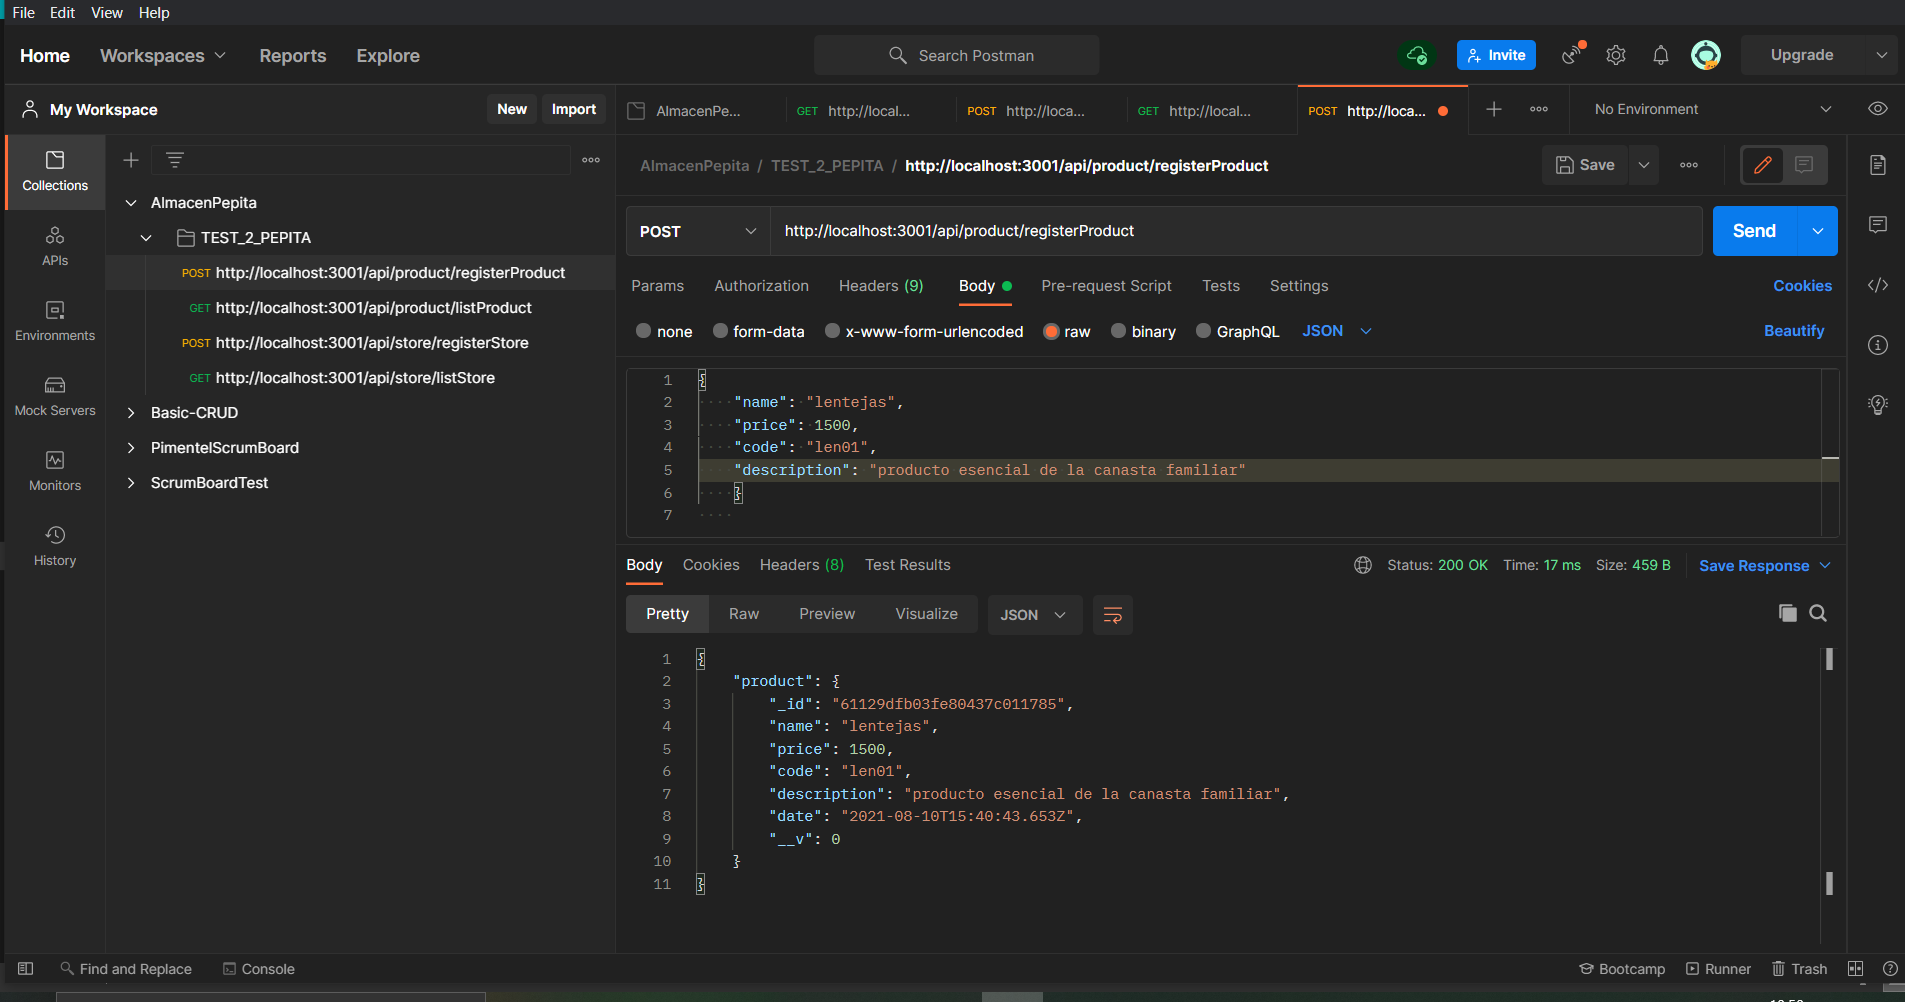 File Edit View Help
Home Workspaces Reports Explore Search Postman Invite Upgrade
My Workspace New Import
AlmacenPe... GET http://local... POST http://loca... GET http://local... POST http://loca... No Environment
Collections
APIs
Environments
Mock Servers
Monitors
History
AlmacenPepita
TEST_2_PEPITA
POST http://localhost:3001/api/product/registerProduct
GET http://localhost:3001/api/product/listProduct
POST http://localhost:3001/api/store/registerStore
GET http://localhost:3001/api/store/listStore
Basic-CRUD
PimentelScrumBoard
ScrumBoardTest
AlmacenPepita / TEST_2_PEPITA / http://localhost:3001/api/product/registerProduct Save
POST http://localhost:3001/api/product/registerProduct Send
Params Authorization Headers (9) Body Pre-request Script Tests Settings Cookies
none form-data x-www-form-urlencoded raw binary GraphQL JSON Beautify
1 {
2 "name": "lentejas",
3 "price": 1500,
4 "code": "len01",
5 "description": "producto esencial de la canasta familiar"
6 }
7
Body Cookies Headers (8) Test Results Status: 200 OK Time: 17 ms Size: 459 B Save Response
Pretty Raw Preview Visualize JSON
1 {
2 "product": {
3 "_id": "61129dfb03fe80437c011785",
4 "name": "lentejas",
5 "price": 1500,
6 "code": "len01",
7 "description": "producto esencial de la canasta familiar",
8 "date": "2021-08-10T15:40:43.653Z",
9 "__v": 0
10 }
11 }
Find and Replace Console Bootcamp Runner Trash